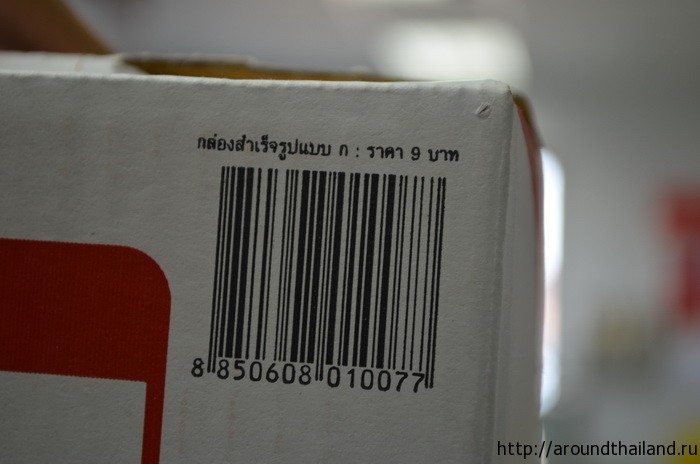 กล่องสำเร็จรูปแบบ ก : ราคา 9 บาท
8 850608 010077
http://aroundthailand.ru